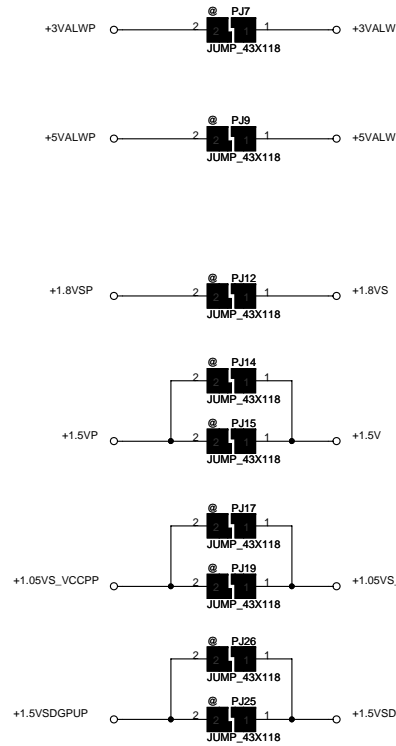 @ PJ7
+3VALWP 2 2 1 1 +3VALW
JUMP_43X118
@ PJ9
+5VALWP 2 2 1 1 +5VALW
JUMP_43X118
@ PJ12
+1.8VSP 2 2 1 1 +1.8VS
JUMP_43X118
@ PJ14
2 2 1 1
JUMP_43X118
@ PJ15
+1.5VP 2 2 1 1 +1.5V
JUMP_43X118
@ PJ17
2 2 1 1
JUMP_43X118
@ PJ19
+1.05VS_VCCPP 2 2 1 1 +1.05VS_
JUMP_43X118
@ PJ26
2 2 1 1
JUMP_43X118
@ PJ25
+1.5VSDGPUP 2 2 1 1 +1.5VSD
JUMP_43X118